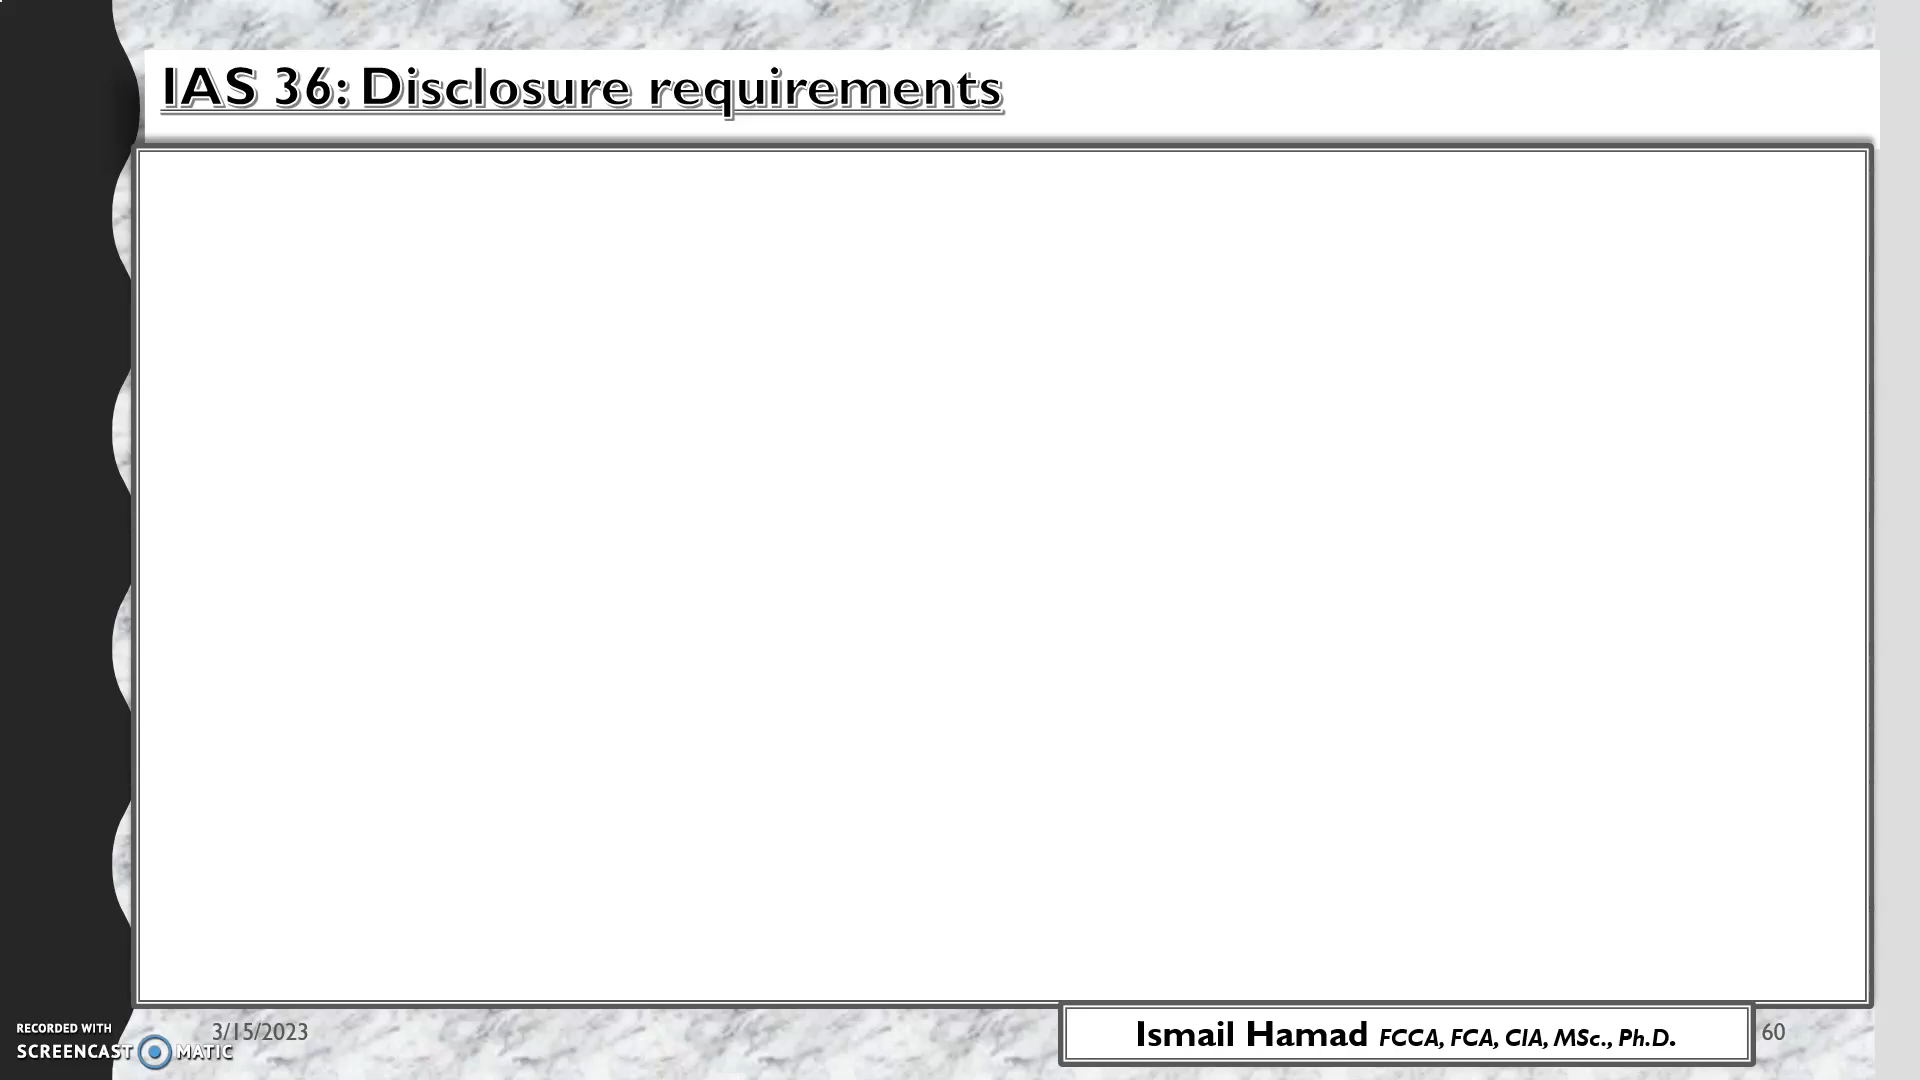 IAS 36: Disclosure requirements
RECORDED WITH
SCREENCAST MATIC
3/15/2023
Ismail Hamad FCCA, FCA, CIA, MSc., Ph.D.
60